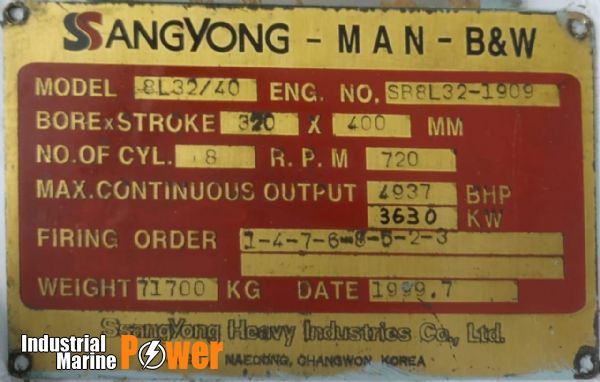 SSANGYONG - MAN - B&W
MODEL 8L32/40 ENG. NO. SB8L32-1909
BORE x STROKE 320 X 400 MM
NO. OF CYL. 8 R. P. M 720
MAX. CONTINUOUS OUTPUT 4937 BHP
3630 KW
FIRING ORDER 1-4-7-6-8-5-2-3
WEIGHT 71700 KG DATE 1999.7
SsangYong Heavy Industries Co., Ltd.
NAEDONG, CHANGWON KOREA
Industrial Marine Power